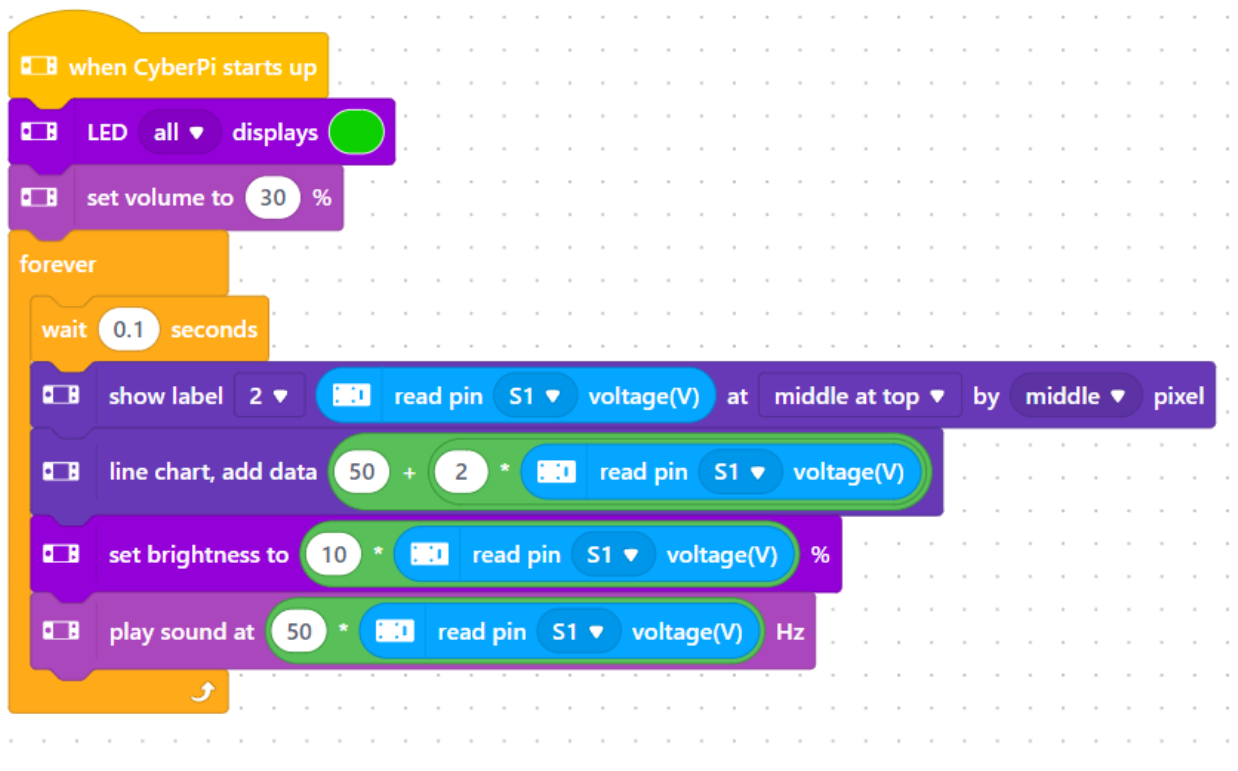 when CyberPi starts up
LED all displays
set volume to 30 %
forever
wait 0.1 seconds
show label 2 read pin S1 voltage(V) at middle at top by middle pixel
line chart, add data 50 + 2 * read pin S1 voltage(V)
set brightness to 10 * read pin S1 voltage(V) %
play sound at 50 * read pin S1 voltage(V) Hz